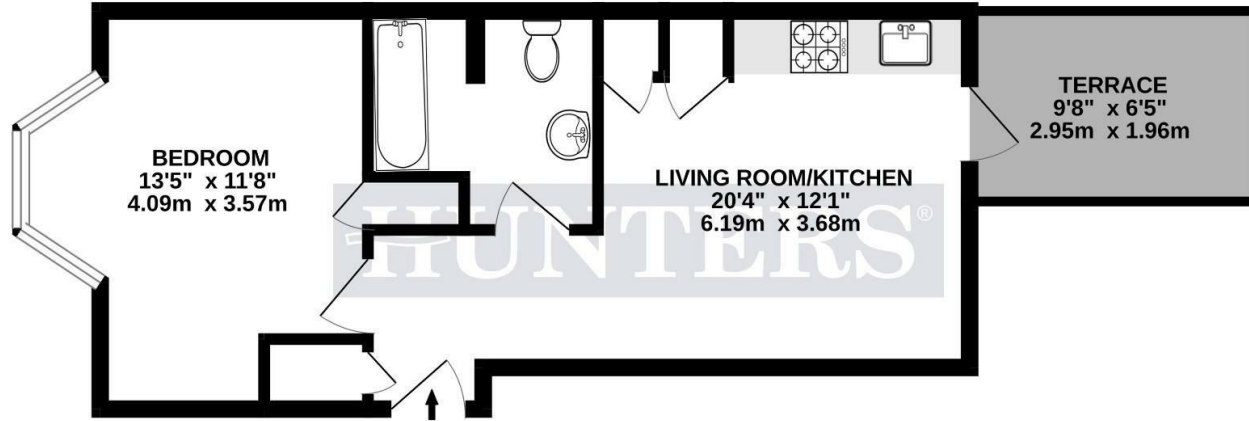 BEDROOM
13'5" x 11'8"
4.09m x 3.57m
LIVING ROOM/KITCHEN
20'4" x 12'1"
6.19m x 3.68m
TERRACE
9'8" x 6'5"
2.95m x 1.96m
HUNTERS®